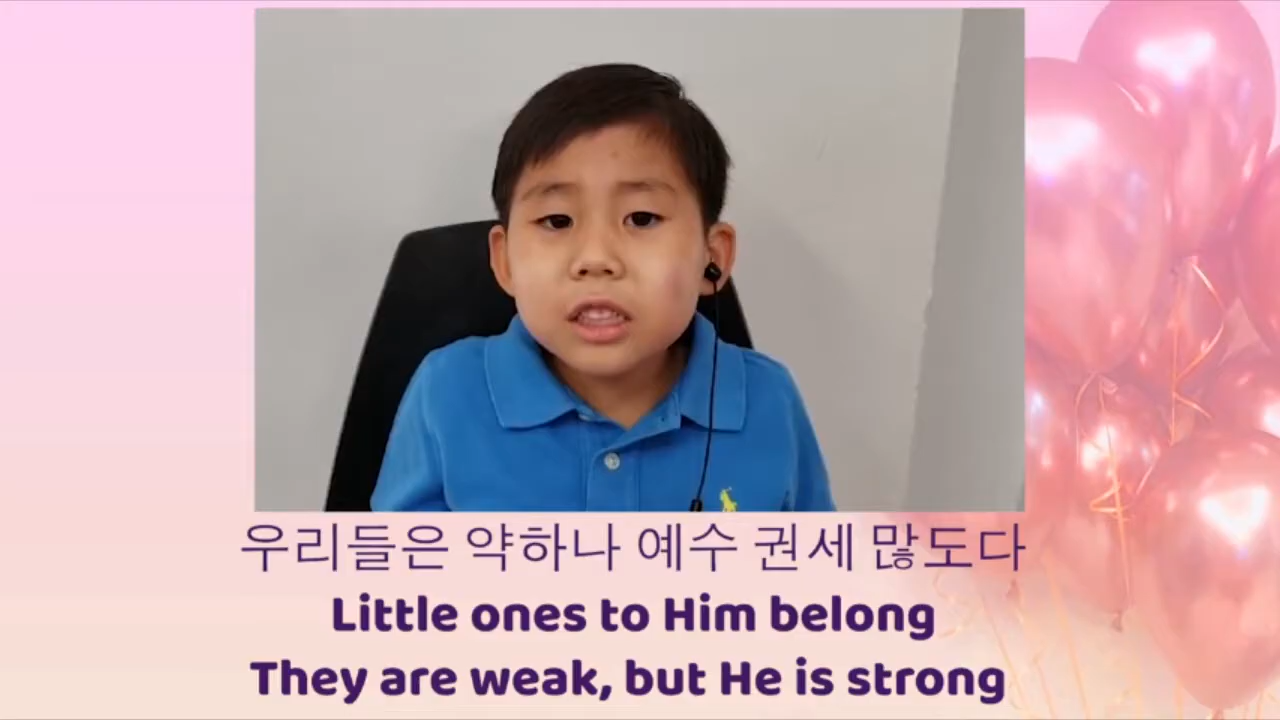 우리들은 약하나 예수 권세 많도다
Little ones to Him belong
They are weak, but He is strong